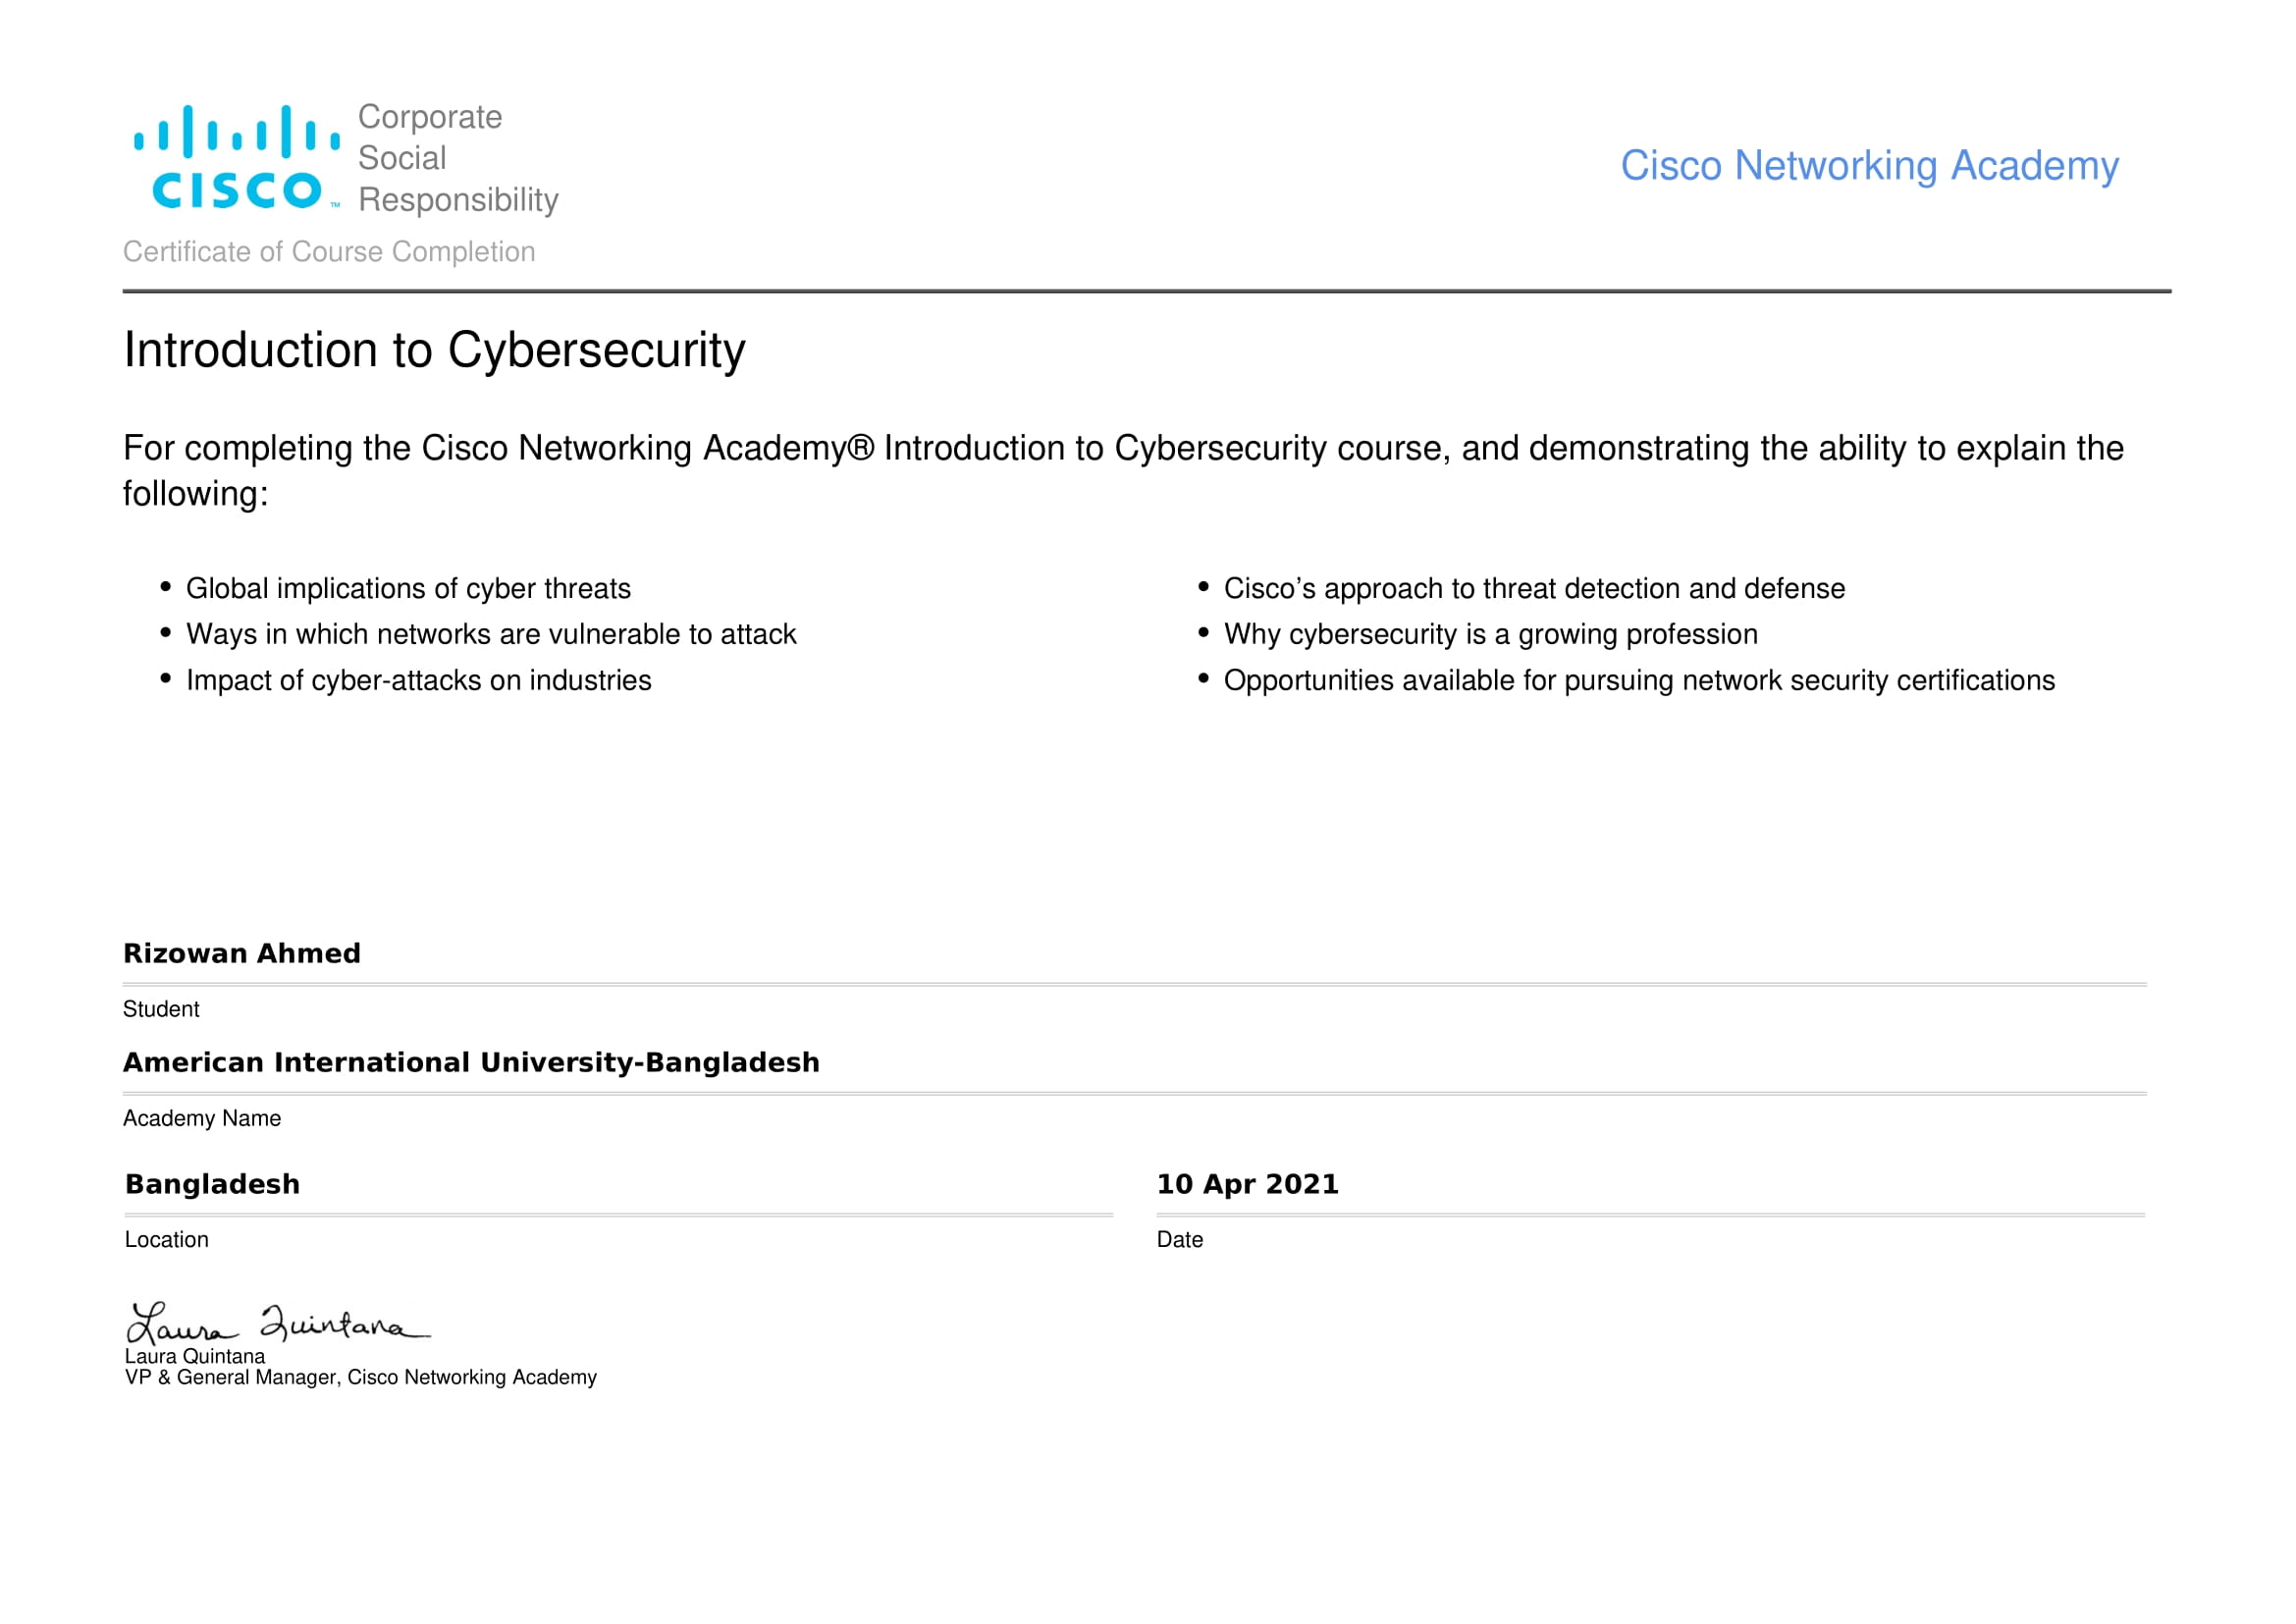 Corporate
Social
CISCO™ Responsibility
Cisco Networking Academy
Certificate of Course Completion
Introduction to Cybersecurity
For completing the Cisco Networking Academy® Introduction to Cybersecurity course, and demonstrating the ability to explain the
following:
• Global implications of cyber threats
• Ways in which networks are vulnerable to attack
• Impact of cyber-attacks on industries
• Cisco’s approach to threat detection and defense
• Why cybersecurity is a growing profession
• Opportunities available for pursuing network security certifications
Rizowan Ahmed
Student
American International University-Bangladesh
Academy Name
Bangladesh
Location
10 Apr 2021
Date
Laura Quintana
Laura Quintana
VP & General Manager, Cisco Networking Academy